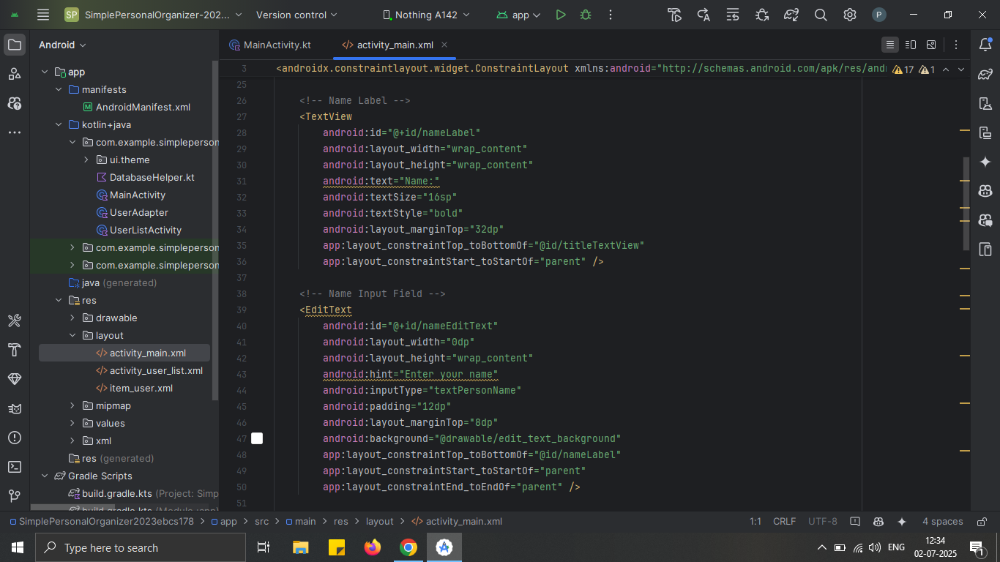 SP SimplePersonalOrganizer-202... Version control Nothing A142 app P
Android
MainActivity.kt activity_main.xml
app
manifests
AndroidManifest.xml
kotlin+java
com.example.simpleperson
ui.theme
DatabaseHelper.kt
MainActivity
UserAdapter
UserListActivity
com.example.simpleperson
com.example.simpleperson
java (generated)
res
drawable
layout
activity_main.xml
activity_user_list.xml
item_user.xml
mipmap
values
xml
res (generated)
Gradle Scripts
build.gradle.kts (Project: Simp
build.gradle.kts (Module :app)
3 <androidx.constraintlayout.widget.ConstraintLayout xmlns:android="http://schemas.android.com/apk/res/andr 17 1
25
26 <!-- Name Label -->
27 <TextView
28 android:id="@+id/nameLabel"
29 android:layout_width="wrap_content"
30 android:layout_height="wrap_content"
31 android:text="Name:"
32 android:textSize="16sp"
33 android:textStyle="bold"
34 android:layout_marginTop="32dp"
35 app:layout_constraintTop_toBottomOf="@id/titleTextView"
36 app:layout_constraintStart_toStartOf="parent" />
37
38 <!-- Name Input Field -->
39 <EditText
40 android:id="@+id/nameEditText"
41 android:layout_width="0dp"
42 android:layout_height="wrap_content"
43 android:hint="Enter your name"
44 android:inputType="textPersonName"
45 android:padding="12dp"
46 android:layout_marginTop="8dp"
47 android:background="@drawable/edit_text_background"
48 app:layout_constraintTop_toBottomOf="@id/nameLabel"
49 app:layout_constraintStart_toStartOf="parent"
50 app:layout_constraintEnd_toEndOf="parent" />
51
SimplePersonalOrganizer2023ebcs178 > app > src > main > res > layout > activity_main.xml 1:1 CRLF UTF-8 4 spaces
Type here to search ENG 12:34
02-07-2025 1